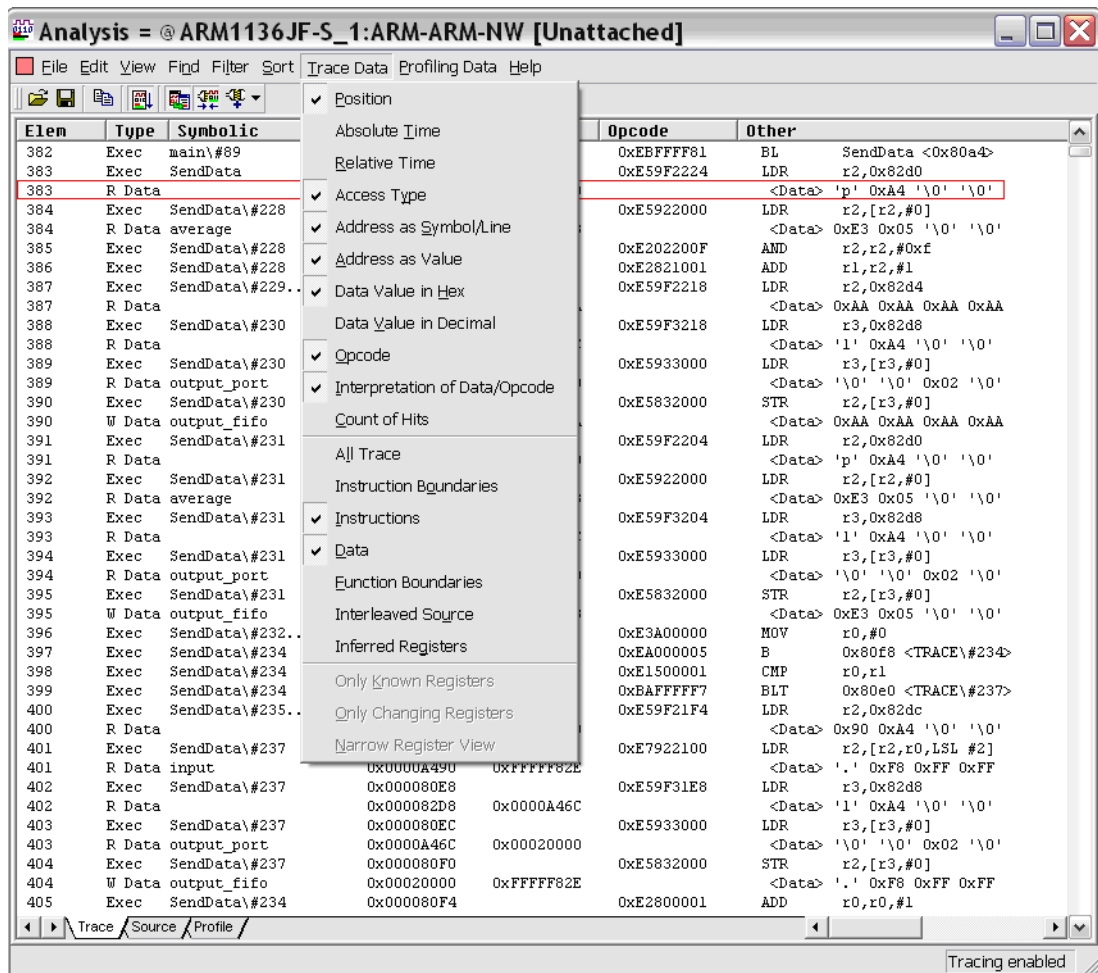 Analysis = @ARM1136JF-S_1:ARM-ARM-NW [Unattached]
File Edit View Find Filter Sort Trace Data Profiling Data Help
Position
Absolute Time
Relative Time
Access Type
Address as Symbol/Line
Address as Value
Data Value in Hex
Data Value in Decimal
Opcode
Interpretation of Data/Opcode
Count of Hits
All Trace
Instruction Boundaries
Instructions
Data
Function Boundaries
Interleaved Source
Inferred Registers
Only Known Registers
Only Changing Registers
Narrow Register View
Elem Type Symbolic Opcode Other
382 Exec main\#89 0xEBFFFF81 BL SendData <0x80a4>
383 Exec SendData 0xE59F2224 LDR r2,0x82d0
383 R Data <Data> 'p' 0xA4 '\0' '\0'
384 Exec SendData\#228 0xE5922000 LDR r2,[r2,#0]
384 R Data average <Data> 0xE3 0x05 '\0' '\0'
385 Exec SendData\#228 0xE202200F AND r2,r2,#0xf
386 Exec SendData\#228 0xE2821001 ADD r1,r2,#1
387 Exec SendData\#229.. 0xE59F2218 LDR r2,0x82d4
387 R Data <Data> 0xAA 0xAA 0xAA 0xAA
388 Exec SendData\#230 0xE59F3218 LDR r3,0x82d8
388 R Data <Data> 'l' 0xA4 '\0' '\0'
389 Exec SendData\#230 0xE5933000 LDR r3,[r3,#0]
389 R Data output_port <Data> '\0' '\0' 0x02 '\0'
390 Exec SendData\#230 0xE5832000 STR r2,[r3,#0]
390 W Data output_fifo <Data> 0xAA 0xAA 0xAA 0xAA
391 Exec SendData\#231 0xE59F2204 LDR r2,0x82d0
391 R Data <Data> 'p' 0xA4 '\0' '\0'
392 Exec SendData\#231 0xE5922000 LDR r2,[r2,#0]
392 R Data average <Data> 0xE3 0x05 '\0' '\0'
393 Exec SendData\#231 0xE59F3204 LDR r3,0x82d8
393 R Data <Data> 'l' 0xA4 '\0' '\0'
394 Exec SendData\#231 0xE5933000 LDR r3,[r3,#0]
394 R Data output_port <Data> '\0' '\0' 0x02 '\0'
395 Exec SendData\#231 0xE5832000 STR r2,[r3,#0]
395 W Data output_fifo <Data> 0xE3 0x05 '\0' '\0'
396 Exec SendData\#232.. 0xE3A00000 MOV r0,#0
397 Exec SendData\#234 0xEA000005 B 0x80f8 <TRACE\#234>
398 Exec SendData\#234 0xE1500001 CMP r0,r1
399 Exec SendData\#234 0xBAFFFFF7 BLT 0x80e0 <TRACE\#237>
400 Exec SendData\#235.. 0xE59F21F4 LDR r2,0x82dc
400 R Data <Data> 0x90 0xA4 '\0' '\0'
401 Exec SendData\#237 0xE7922100 LDR r2,[r2,r0,LSL #2]
401 R Data input 0x0000A490 0xFFFFF82E <Data> '.' 0xF8 0xFF 0xFF
402 Exec SendData\#237 0x000080E8 0xE59F31E8 LDR r3,0x82d8
402 R Data 0x000082D8 0x0000A46C <Data> 'l' 0xA4 '\0' '\0'
403 Exec SendData\#237 0x000080EC 0xE5933000 LDR r3,[r3,#0]
403 R Data output_port 0x0000A46C 0x00020000 <Data> '\0' '\0' 0x02 '\0'
404 Exec SendData\#237 0x000080F0 0xE5832000 STR r2,[r3,#0]
404 W Data output_fifo 0x00020000 0xFFFFF82E <Data> '.' 0xF8 0xFF 0xFF
405 Exec SendData\#234 0x000080F4 0xE2800001 ADD r0,r0,#1
Trace Source Profile
Tracing enabled